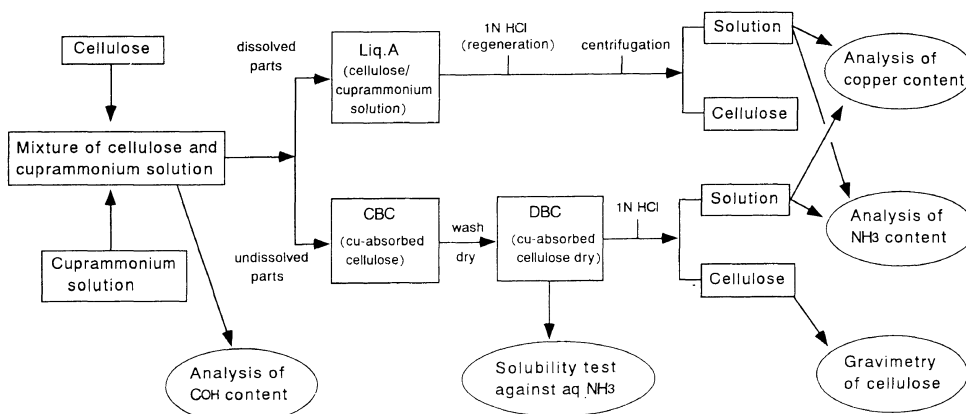 Cellulose
Mixture of cellulose and
cuprammonium solution
Cuprammonium
solution
Analysis of
COH content
dissolved
parts
undissolved
parts
Liq.A
(cellulose/
cuprammonium
solution)
1N HCl
(regeneration)
centrifugation
Solution
Cellulose
Analysis of
copper content
CBC
(cu-absorbed
cellulose)
wash
dry
DBC
(cu-absorbed
cellulose dry)
1N HCl
Solution
Cellulose
Analysis of
NH3 content
Solubility test
against aq.NH3
Gravimetry
of cellulose